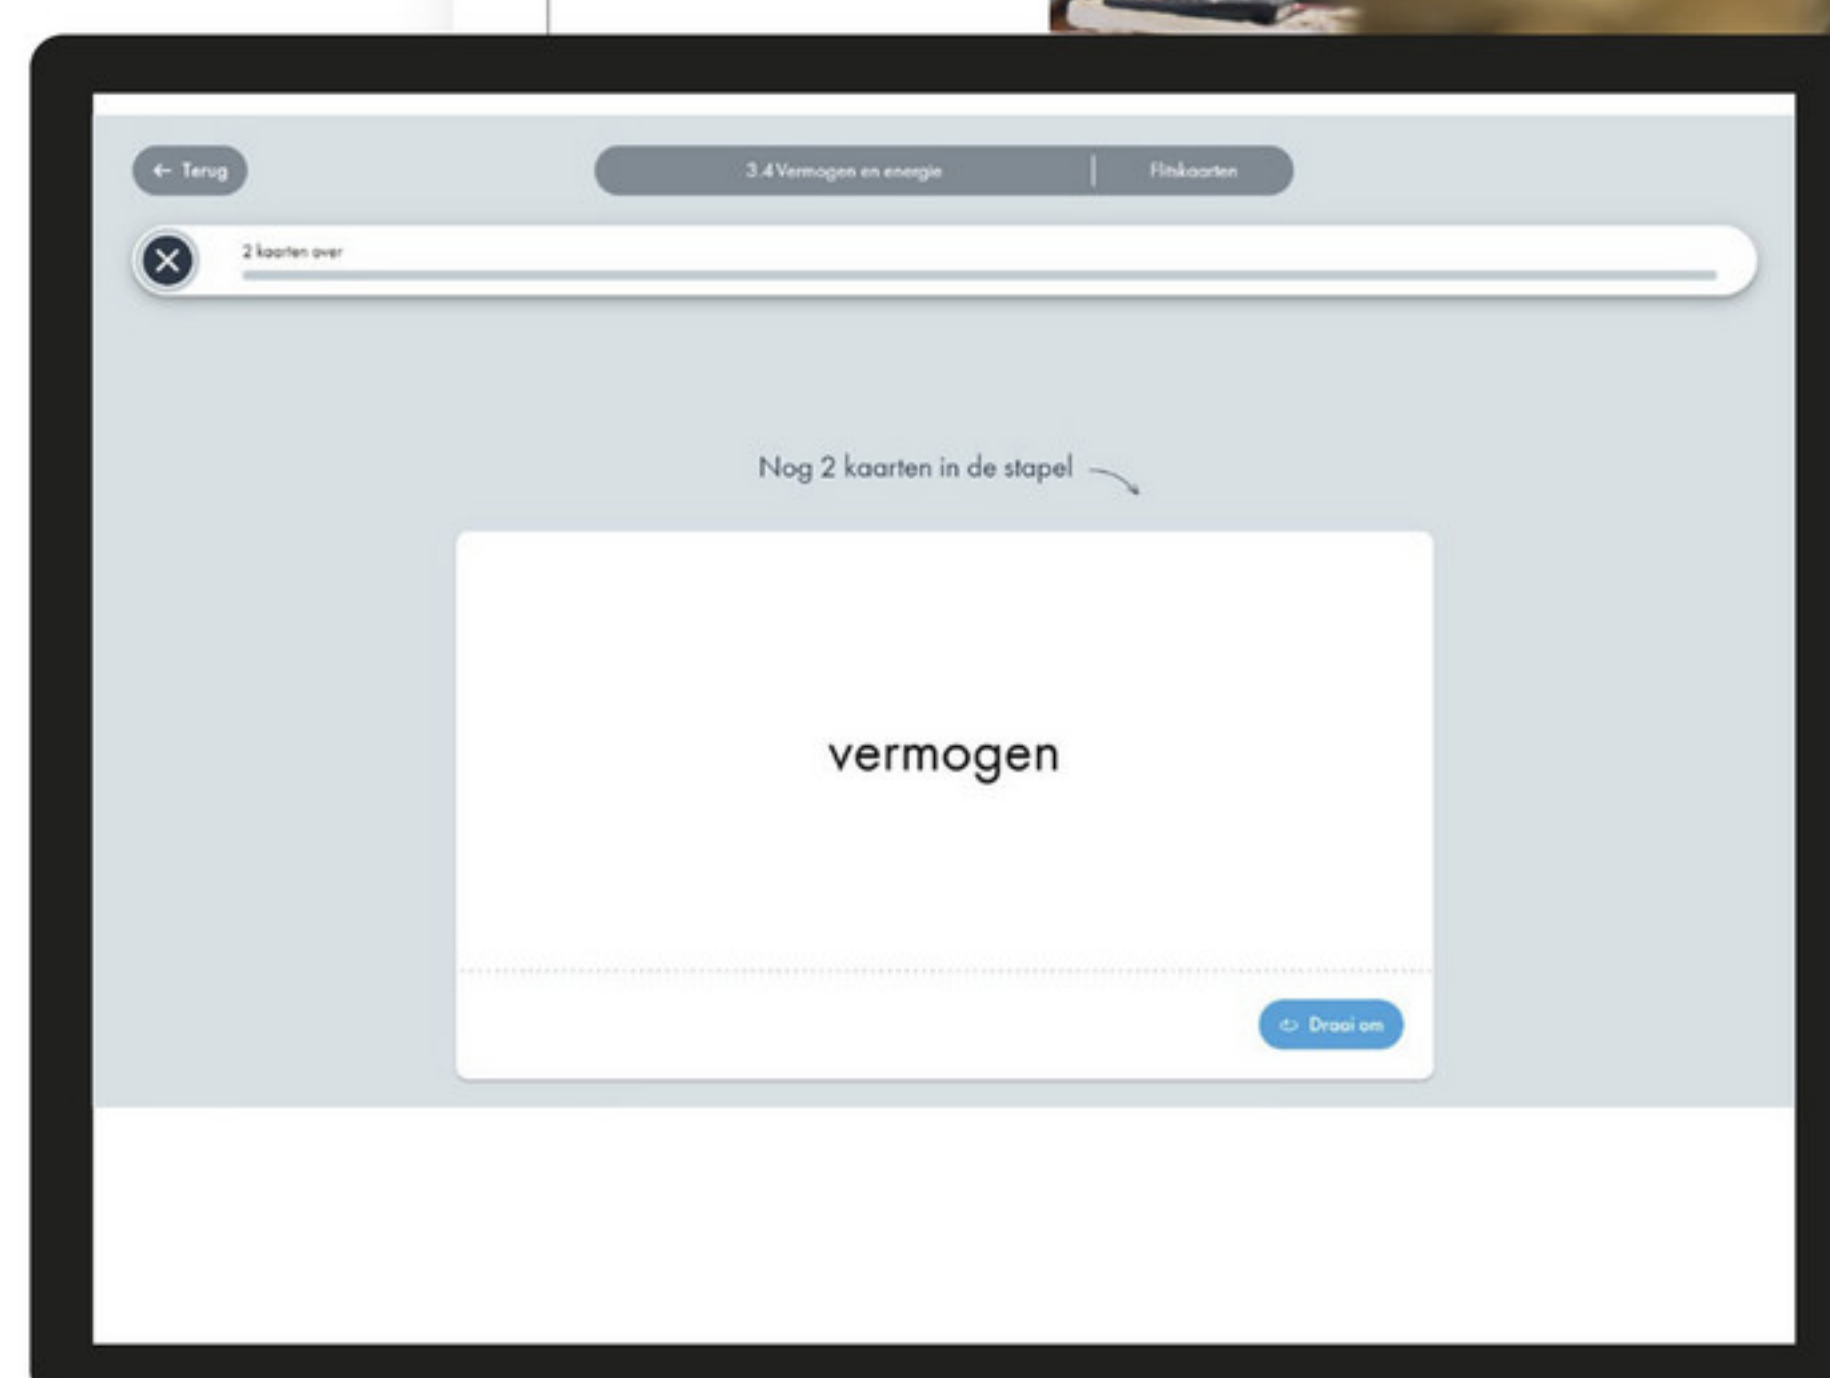 ← Terug
3.4 Vermogen en energie | Flitskaarten
2 kaarten over
Nog 2 kaarten in de stapel
vermogen
Draai om